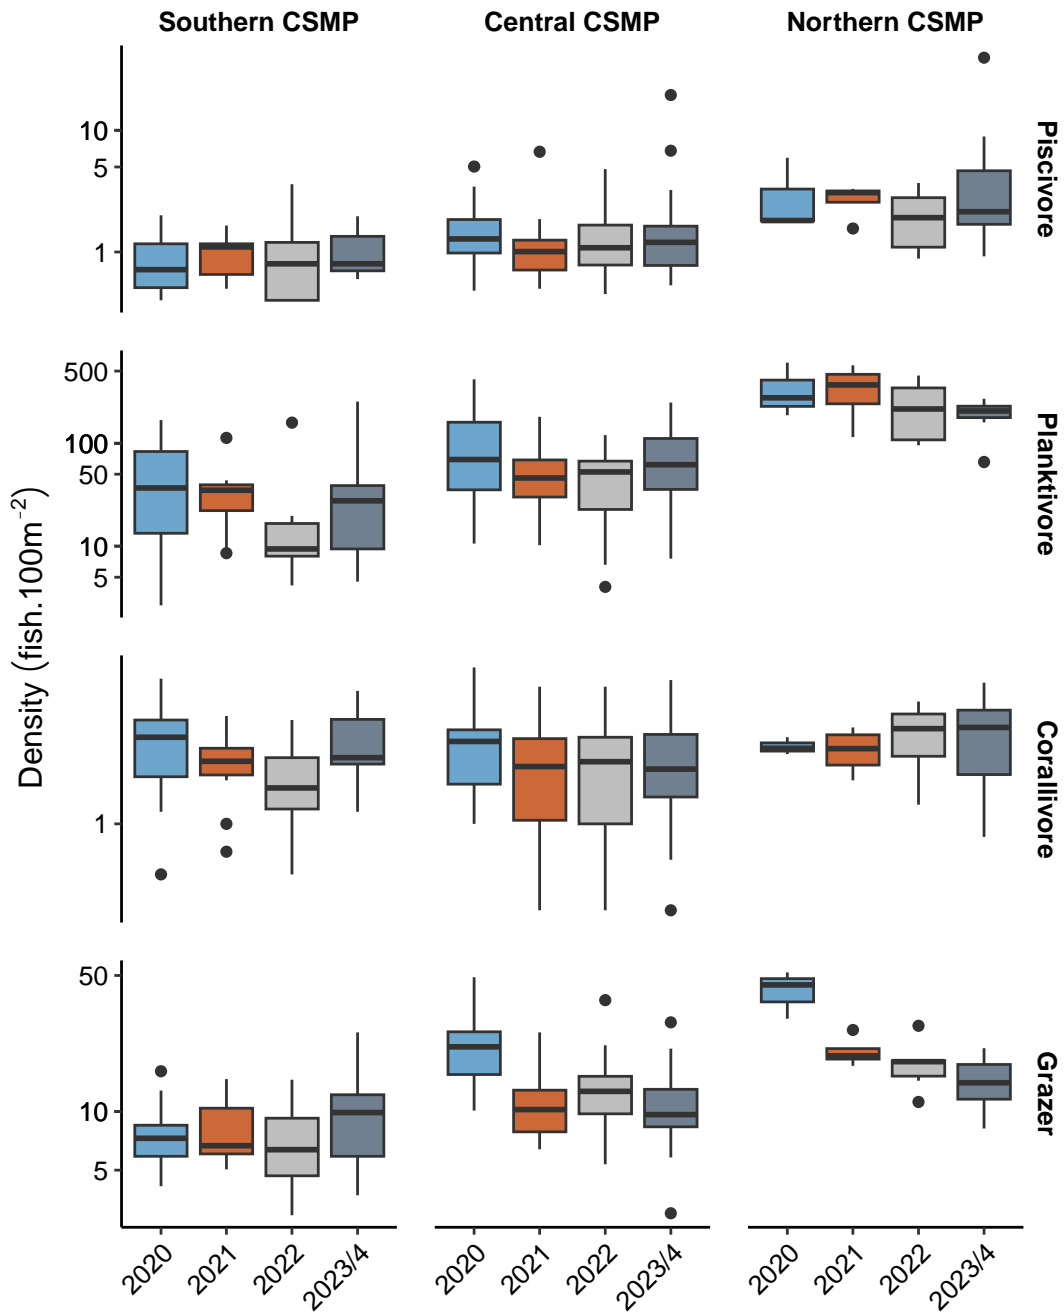 Southern CSMP Central CSMP Northern CSMP
Density (fish.100m⁻²)
10
5
1
Piscivore
500
100
50
10
5
Planktivore
1
Corallivore
50
10
5
Grazer
2020 2021 2022 2023/4 2020 2021 2022 2023/4 2020 2021 2022 2023/4